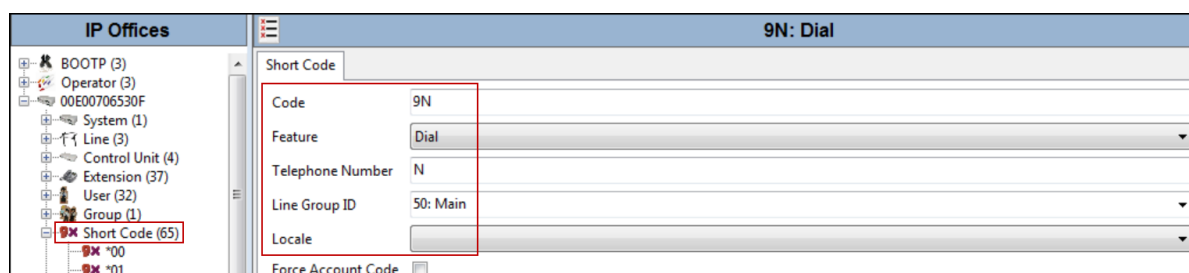 IP Offices
BOOTP (3)
Operator (3)
00E00706530F
System (1)
Line (3)
Control Unit (4)
Extension (37)
User (32)
Group (1)
Short Code (65)
*00
*01
9N: Dial
Short Code
Code 9N
Feature Dial
Telephone Number N
Line Group ID 50: Main
Locale
Force Account Code